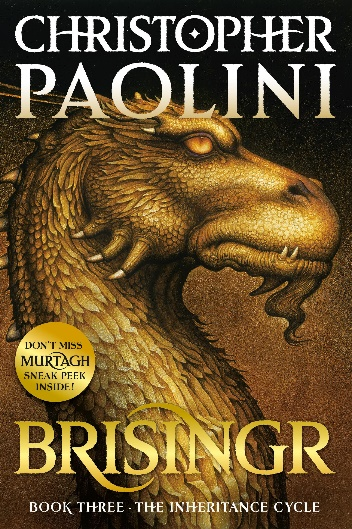 CHRISTOPHER
PAOLINI
DON'T MISS
MURTAGH
SNEAK PEEK
INSIDE!
BRISINGR
BOOK THREE · THE INHERITANCE CYCLE